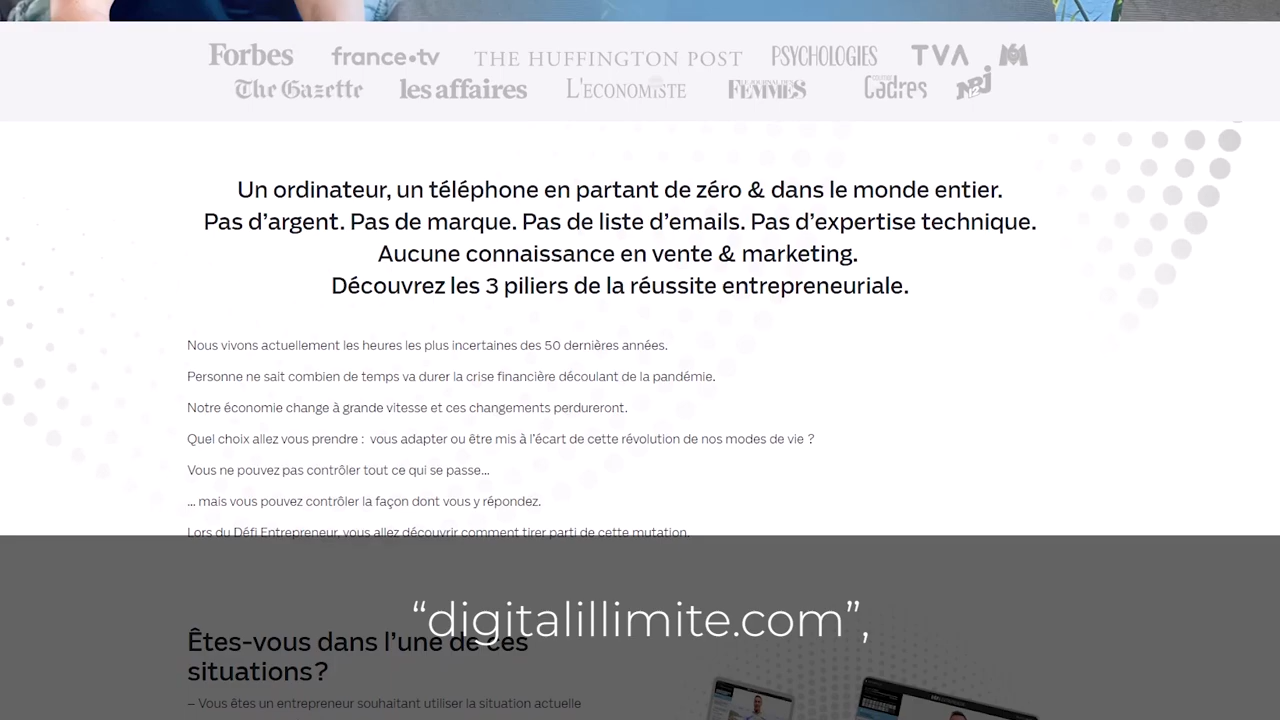 Forbes france•tv THE HUFFINGTON POST PSYCHOLOGIES TVA M6
The Gazette les affaires L'ECONOMISTE LE JOURNAL DES FEMMES Cadres NRJ12
Un ordinateur, un téléphone en partant de zéro & dans le monde entier.
Pas d’argent. Pas de marque. Pas de liste d’emails. Pas d’expertise technique.
Aucune connaissance en vente & marketing.
Découvrez les 3 piliers de la réussite entrepreneuriale.
Nous vivons actuellement les heures les plus incertaines des 50 dernières années.
Personne ne sait combien de temps va durer la crise financière découlant de la pandémie.
Notre économie change à grande vitesse et ces changements perdureront.
Quel choix allez vous prendre : vous adapter ou être mis à l’écart de cette révolution de nos modes de vie ?
Vous ne pouvez pas contrôler tout ce qui se passe...
... mais vous pouvez contrôler la façon dont vous y répondez.
Lors du Défi Entrepreneur, vous allez découvrir comment tirer parti de cette mutation.
“digitalillimite.com”,
Êtes-vous dans l’une de ces
situations?
– Vous êtes un entrepreneur souhaitant utiliser la situation actuelle